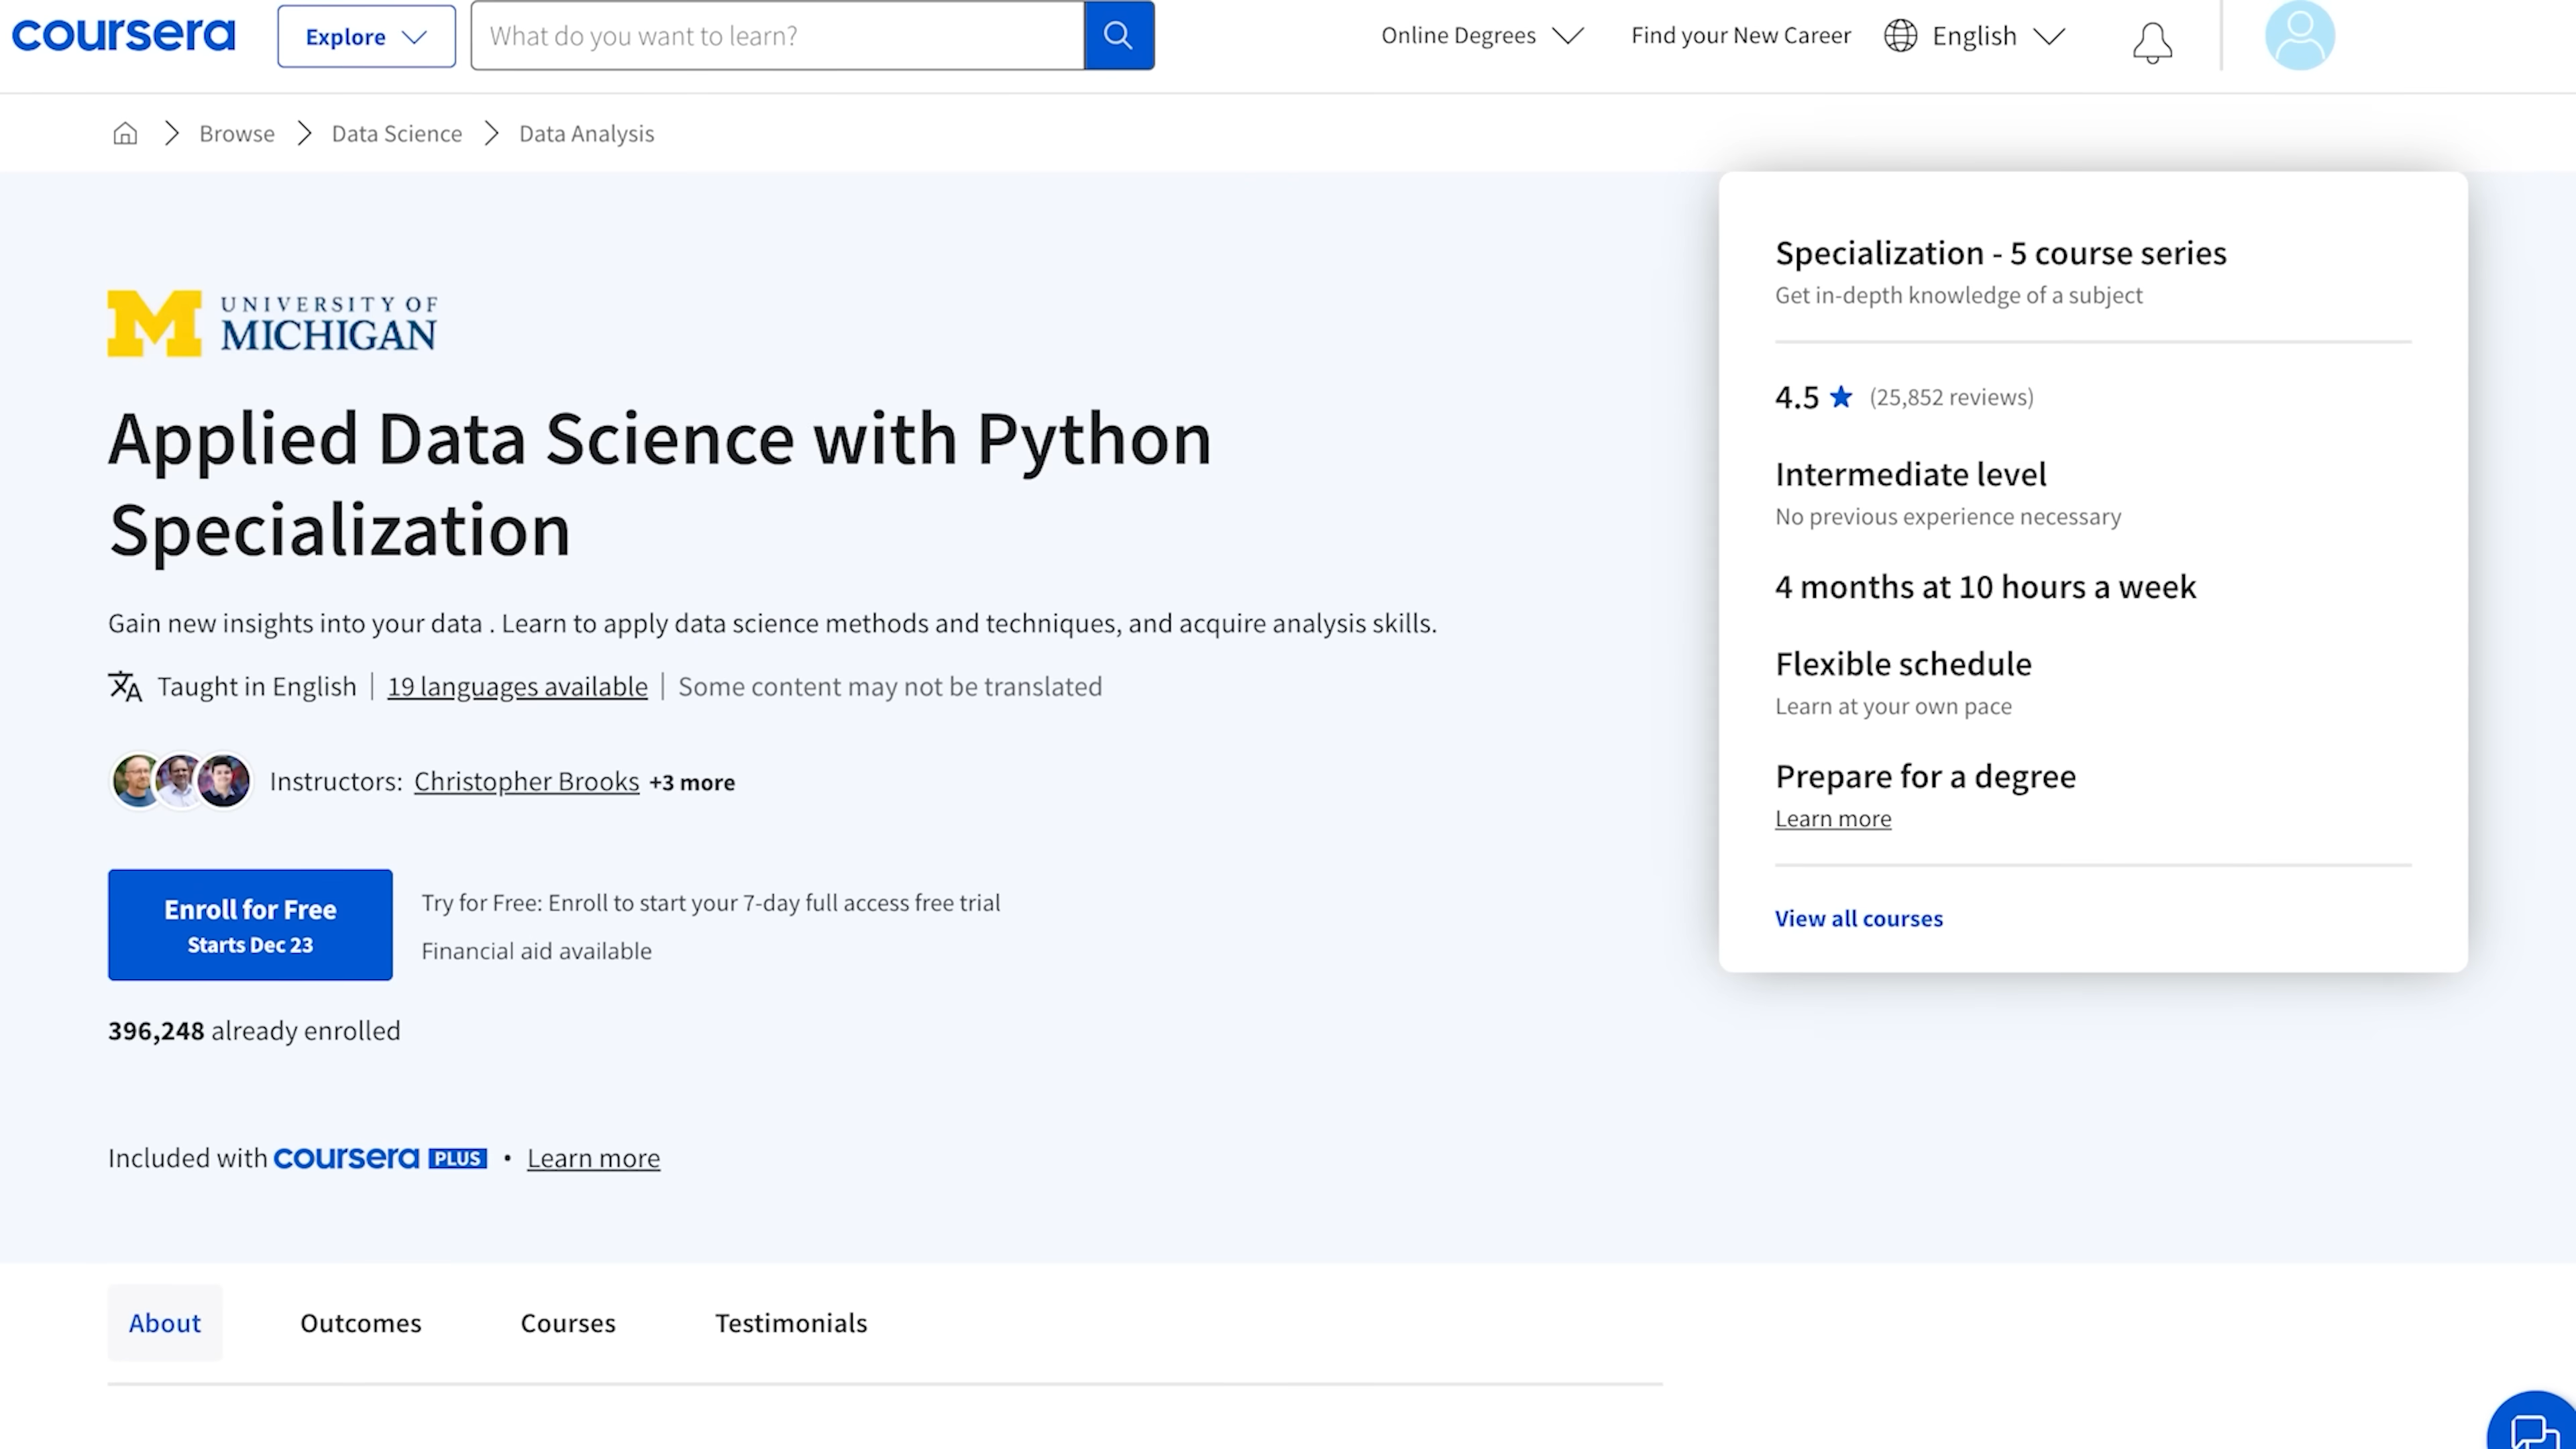 coursera
Explore
What do you want to learn?
Online Degrees
Find your New Career
English
Browse
Data Science
Data Analysis
UNIVERSITY OF
MICHIGAN
Applied Data Science with Python
Specialization
Gain new insights into your data . Learn to apply data science methods and techniques, and acquire analysis skills.
Taught in English | 19 languages available | Some content may not be translated
Instructors: Christopher Brooks +3 more
Enroll for Free
Starts Dec 23
Try for Free: Enroll to start your 7-day full access free trial
Financial aid available
396,248 already enrolled
Included with coursera PLUS • Learn more
Specialization - 5 course series
Get in-depth knowledge of a subject
4.5 ★ (25,852 reviews)
Intermediate level
No previous experience necessary
4 months at 10 hours a week
Flexible schedule
Learn at your own pace
Prepare for a degree
Learn more
View all courses
About
Outcomes
Courses
Testimonials